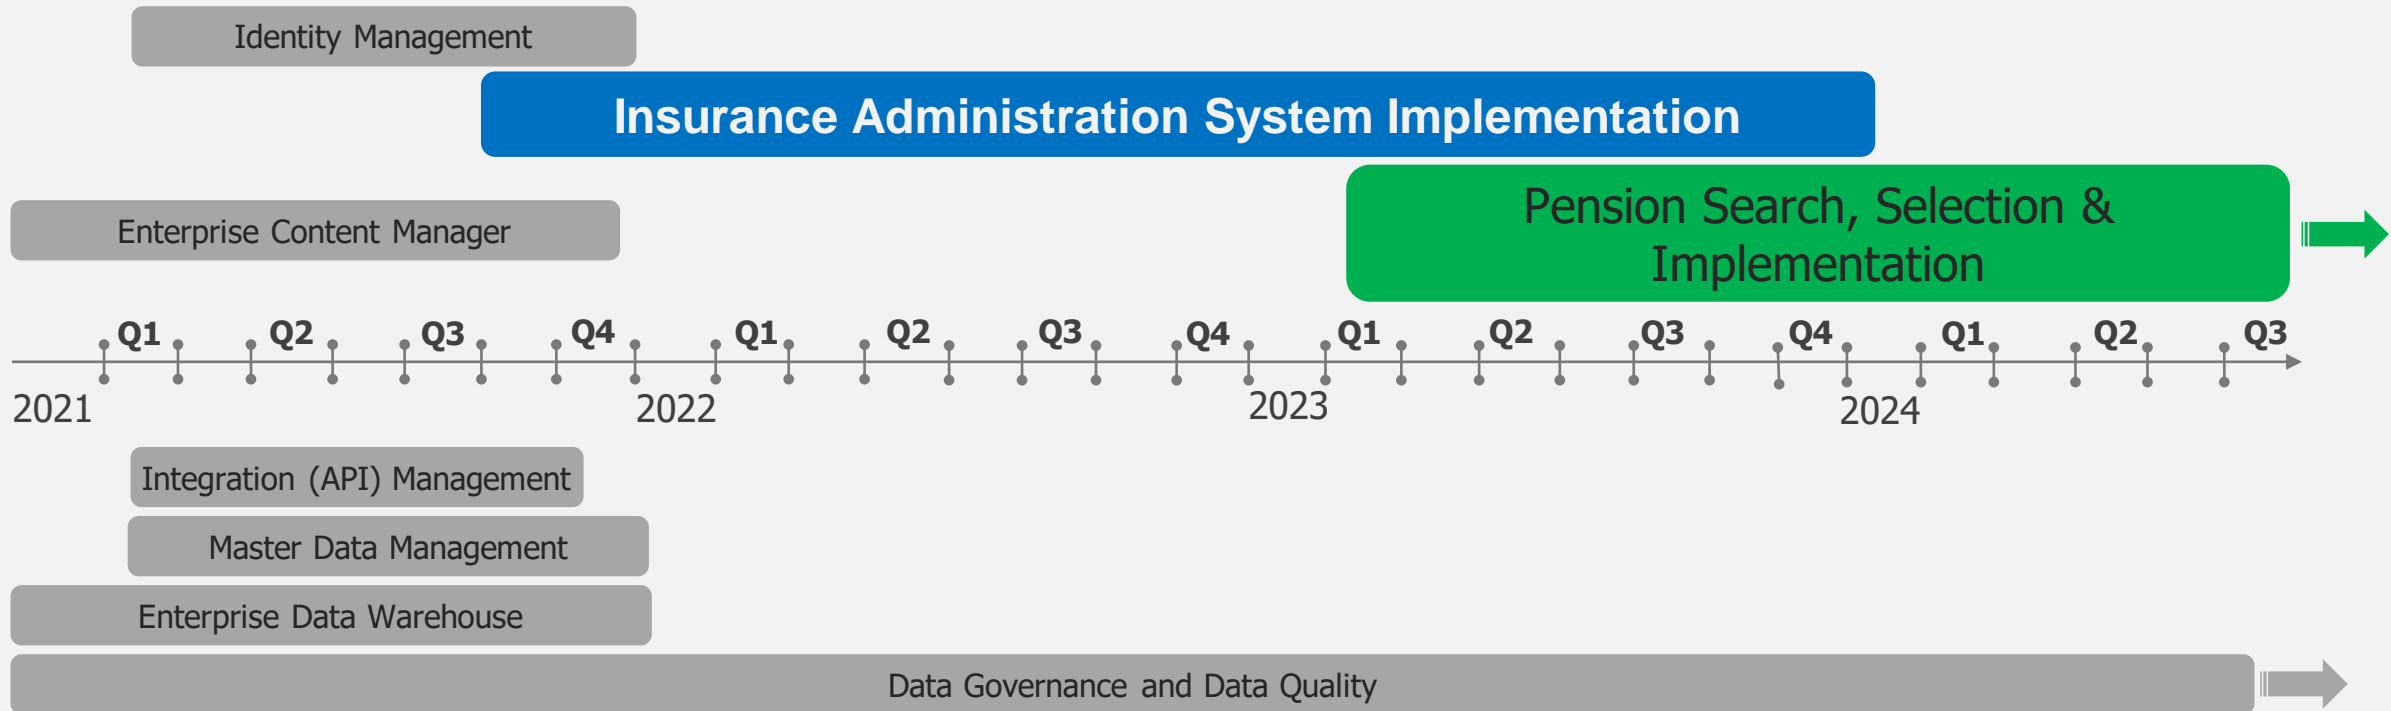 Identity Management
Insurance Administration System Implementation
Pension Search, Selection &
Implementation
Enterprise Content Manager
Q1 Q2 Q3 Q4 Q1 Q2 Q3 Q4 Q1 Q2 Q3 Q4 Q1 Q2 Q3
2021 2022 2023 2024
Integration (API) Management
Master Data Management
Enterprise Data Warehouse
Data Governance and Data Quality